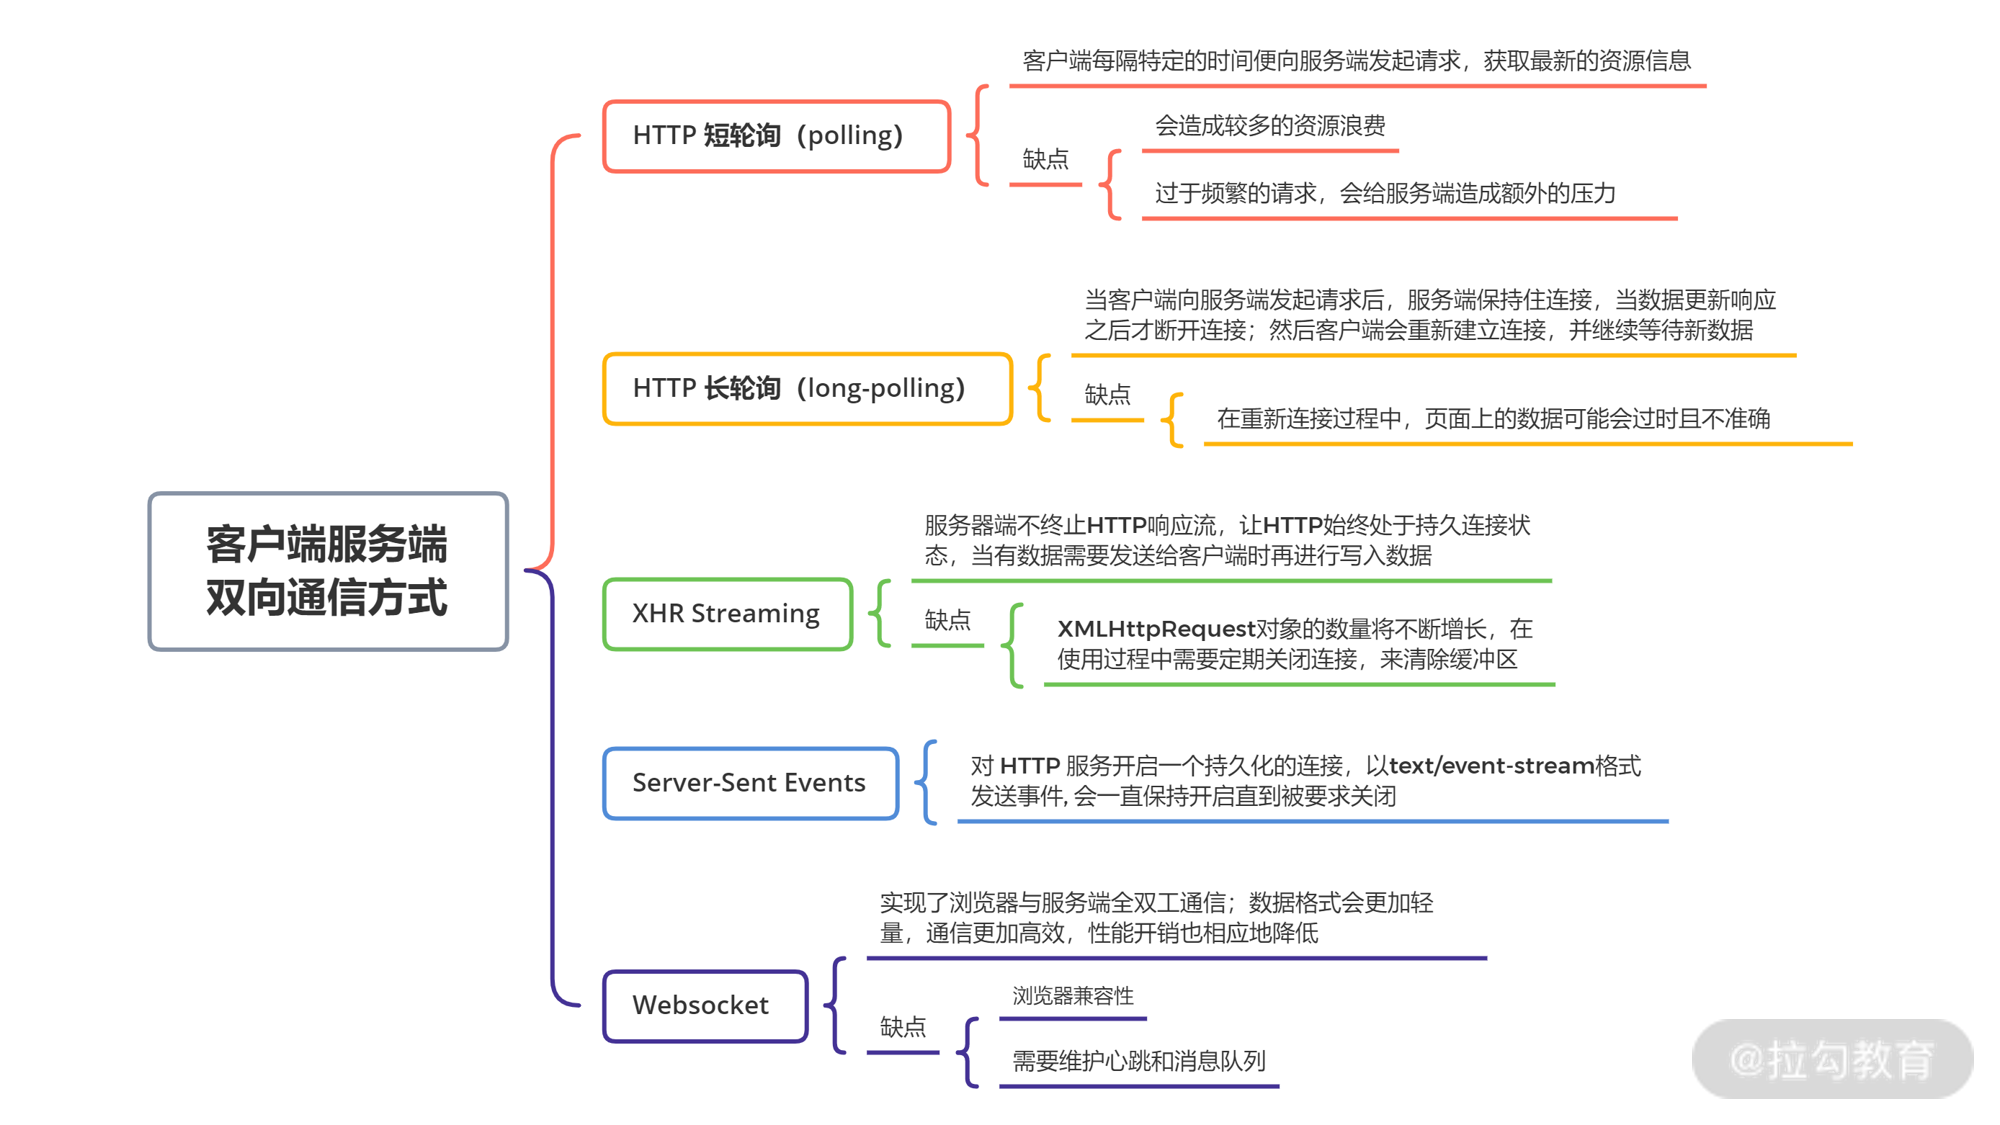 客户端每隔特定的时间便向服务端发起请求，获取最新的资源信息
HTTP 短轮询（polling）
会造成较多的资源浪费
缺点
过于频繁的请求，会给服务端造成额外的压力
当客户端向服务端发起请求后，服务端保持住连接，当数据更新响应
之后才断开连接；然后客户端会重新建立连接，并继续等待新数据
HTTP 长轮询（long-polling）
缺点
在重新连接过程中，页面上的数据可能会过时且不准确
客户端服务端
双向通信方式
服务器端不终止HTTP响应流，让HTTP始终处于持久连接状
态，当有数据需要发送给客户端时再进行写入数据
XHR Streaming
缺点
XMLHttpRequest对象的数量将不断增长，在
使用过程中需要定期关闭连接，来清除缓冲区
Server-Sent Events
对 HTTP 服务开启一个持久化的连接，以text/event-stream格式
发送事件, 会一直保持开启直到被要求关闭
实现了浏览器与服务端全双工通信；数据格式会更加轻
量，通信更加高效，性能开销也相应地降低
Websocket
浏览器兼容性
缺点
需要维护心跳和消息队列
@拉勾教育